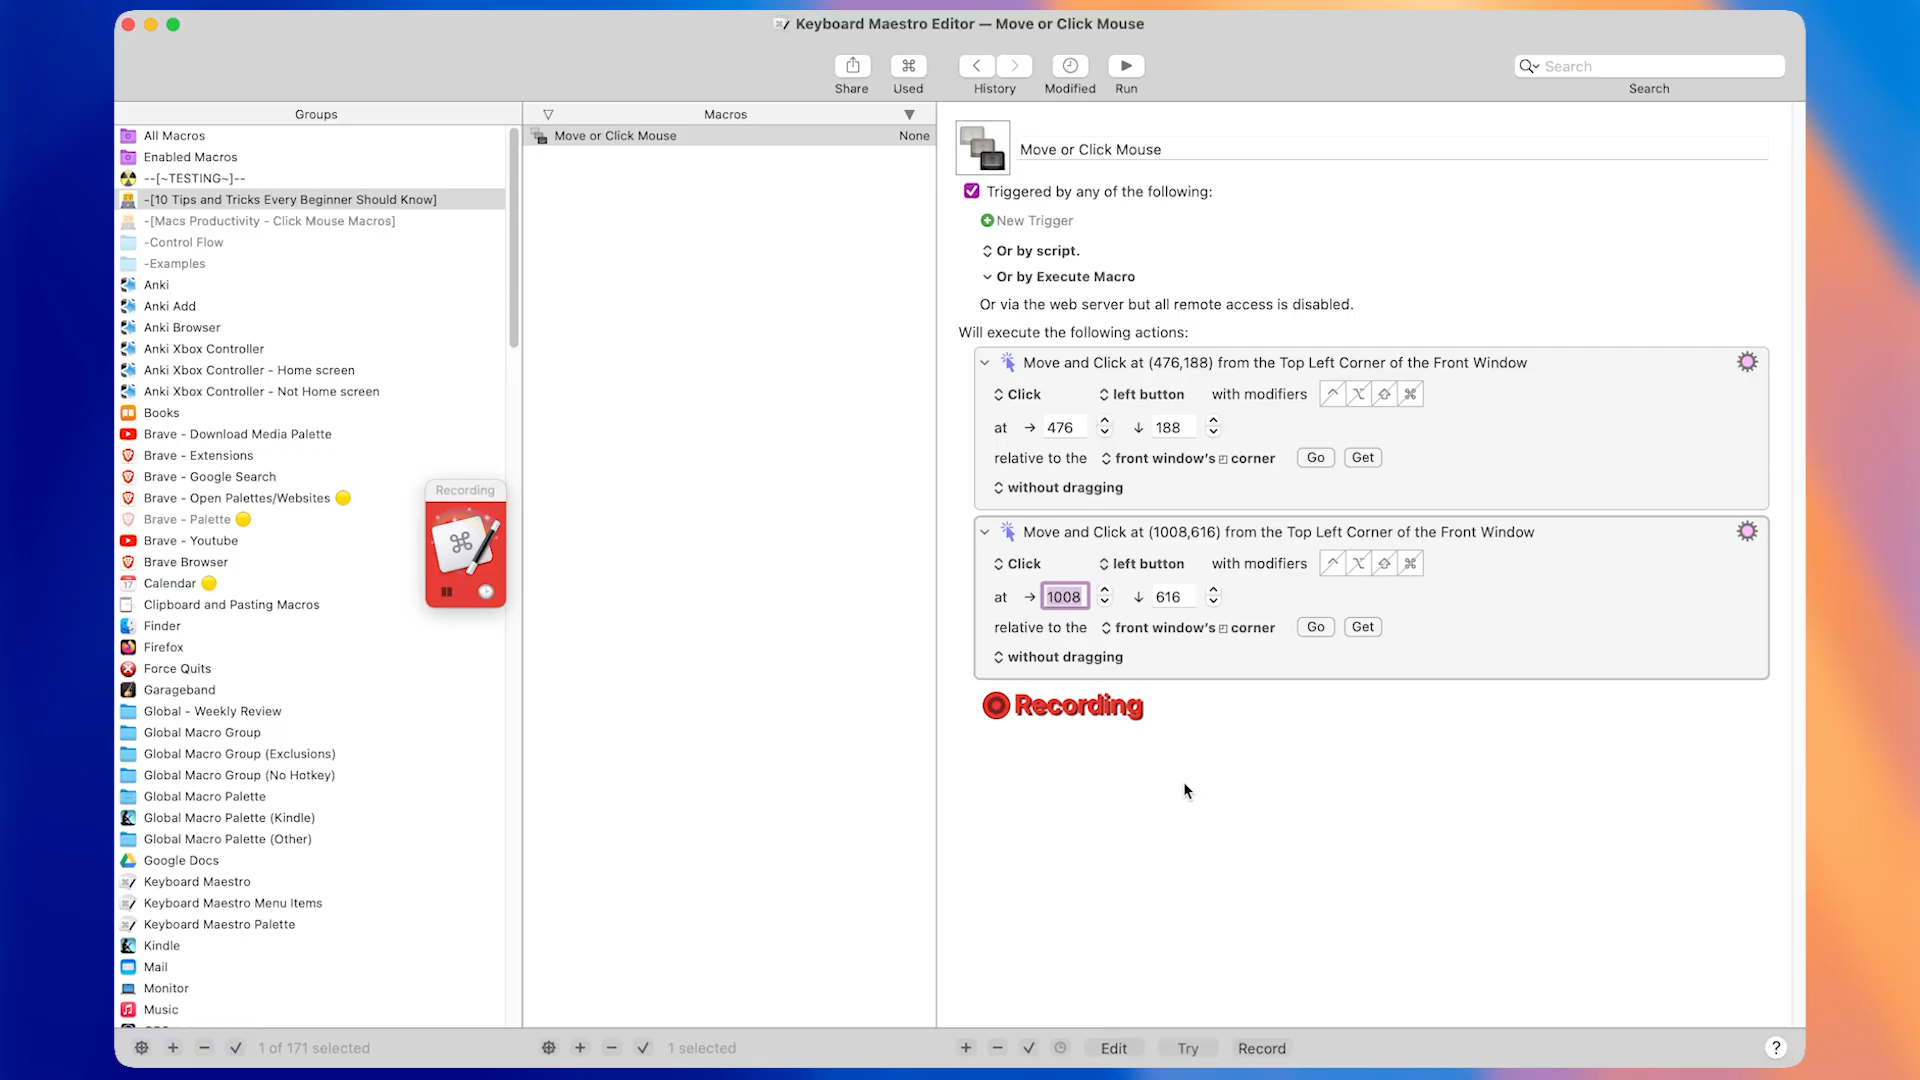 Keyboard Maestro Editor — Move or Click Mouse
Share
Used
History
Modified
Run
Search
Search
Groups
All Macros
Enabled Macros
--[~TESTING~]--
-[10 Tips and Tricks Every Beginner Should Know]
-[Macs Productivity - Click Mouse Macros]
-Control Flow
-Examples
Anki
Anki Add
Anki Browser
Anki Xbox Controller
Anki Xbox Controller - Home screen
Anki Xbox Controller - Not Home screen
Books
Brave - Download Media Palette
Brave - Extensions
Brave - Google Search
Brave - Open Palettes/Websites
Brave - Palette
Brave - Youtube
Brave Browser
17 Calendar
Clipboard and Pasting Macros
Finder
Firefox
Force Quits
Garageband
Global - Weekly Review
Global Macro Group
Global Macro Group (Exclusions)
Global Macro Group (No Hotkey)
Global Macro Palette
Global Macro Palette (Kindle)
Global Macro Palette (Other)
Google Docs
Keyboard Maestro
Keyboard Maestro Menu Items
Keyboard Maestro Palette
Kindle
Mail
Monitor
Music
1 of 171 selected
Recording
Macros
Move or Click Mouse None
1 selected
Move or Click Mouse
Triggered by any of the following:
New Trigger
Or by script.
Or by Execute Macro
Or via the web server but all remote access is disabled.
Will execute the following actions:
Move and Click at (476,188) from the Top Left Corner of the Front Window
Click left button with modifiers
at → 476 ↓ 188
relative to the front window's corner Go Get
without dragging
Move and Click at (1008,616) from the Top Left Corner of the Front Window
Click left button with modifiers
at → 1008 ↓ 616
relative to the front window's corner Go Get
without dragging
Recording
Edit Try Record ?